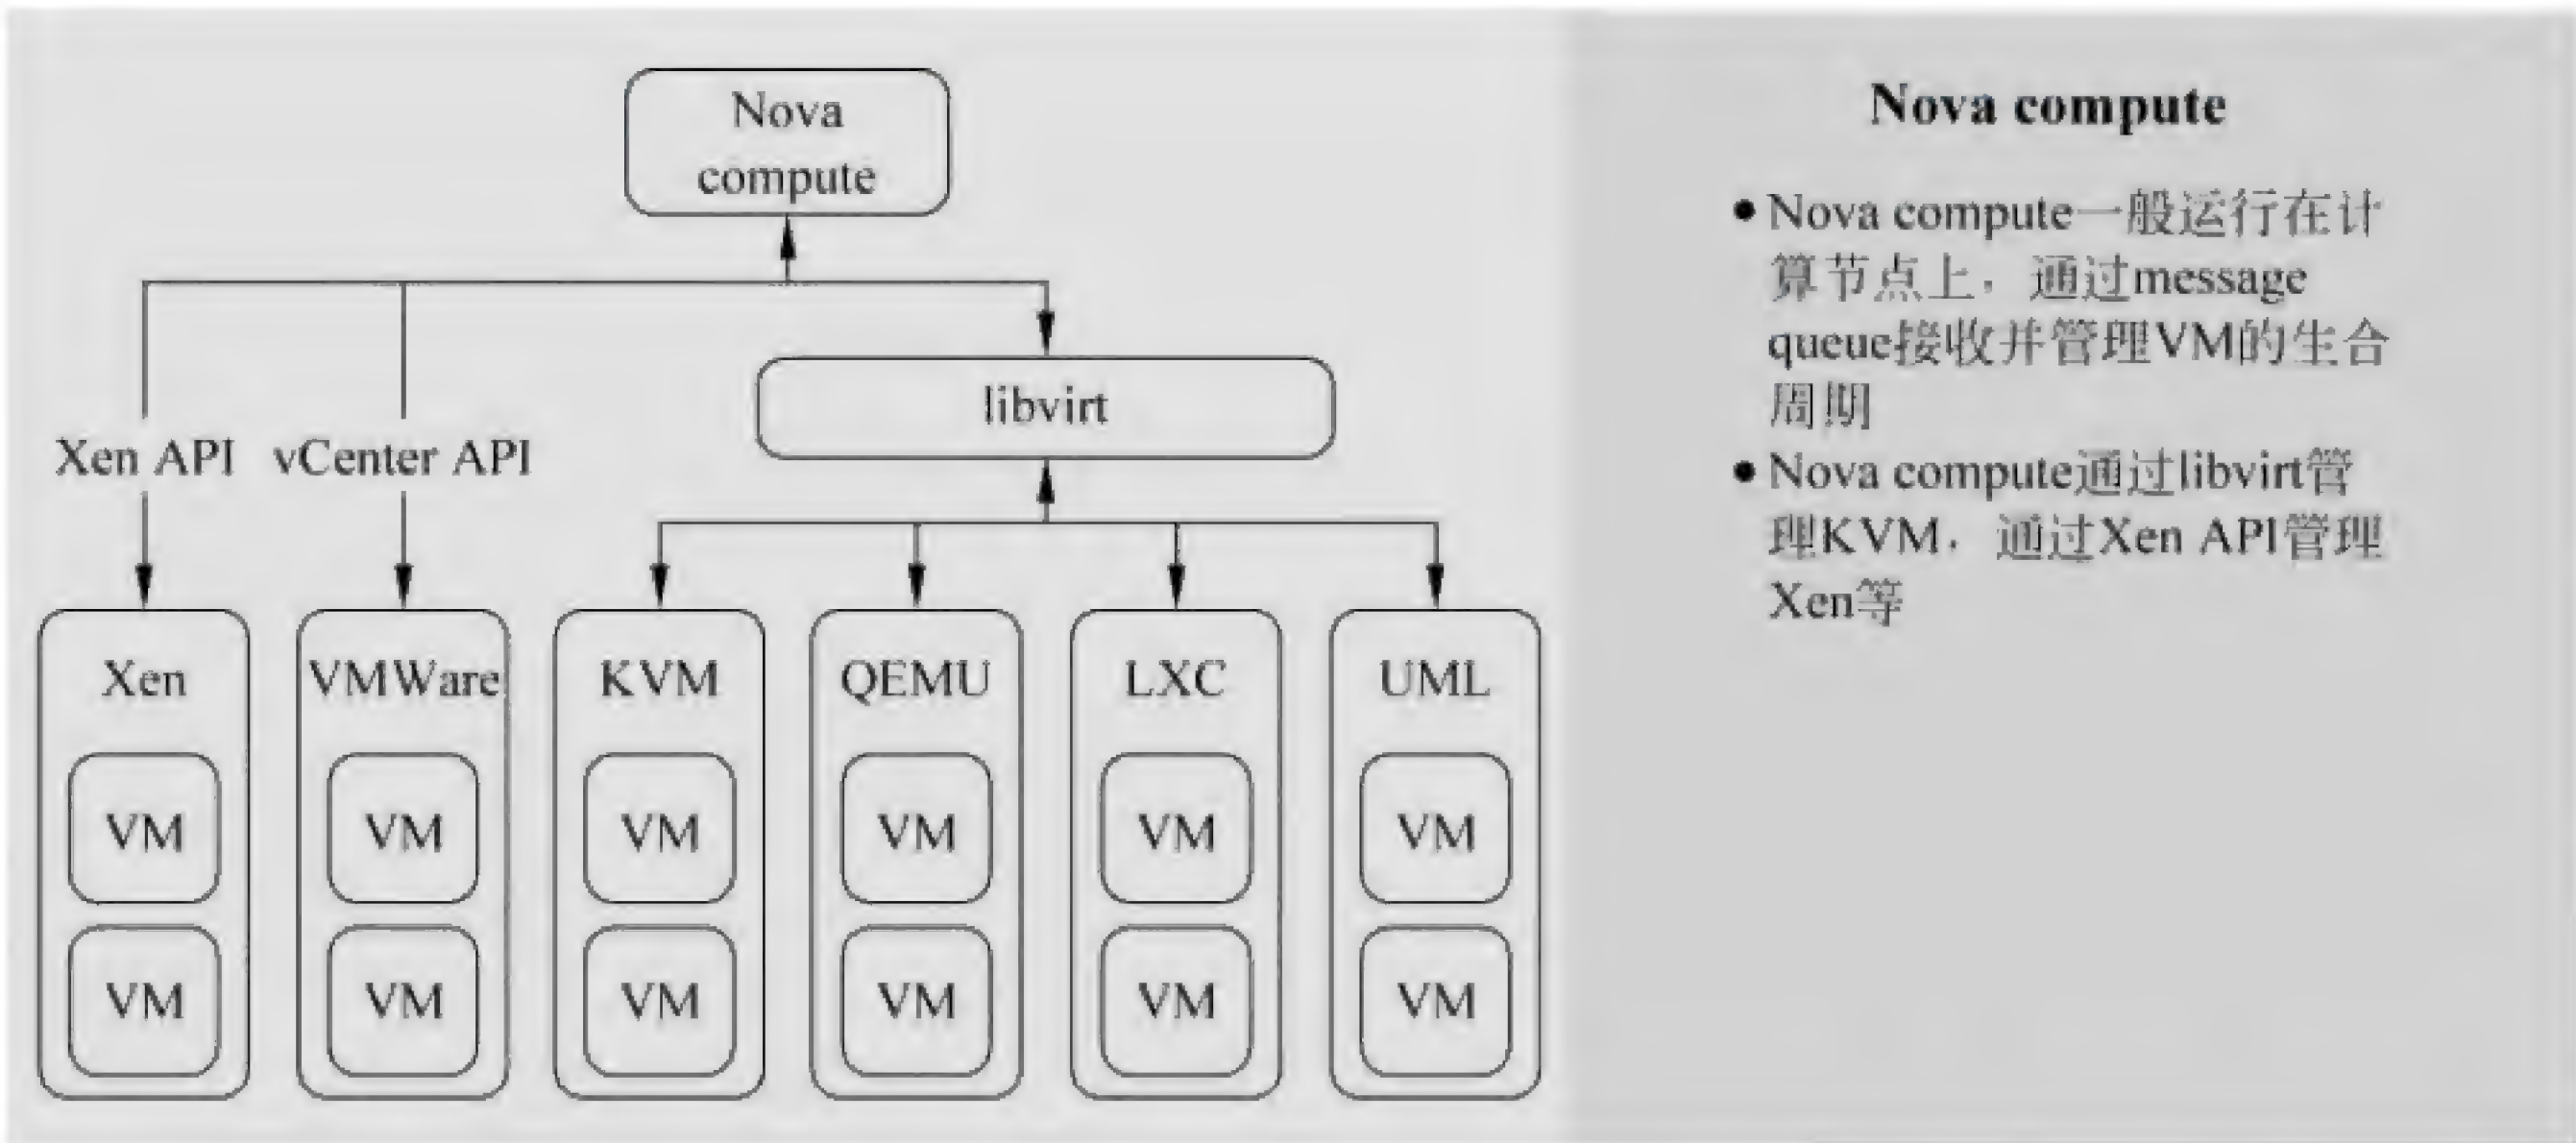 Nova
compute
libvirt
Xen API
vCenter API
Xen
VMWare
KVM
QEMU
LXC
UML
VM
VM
VM
VM
VM
VM
VM
VM
VM
VM
VM
VM
Nova compute
●Nova compute一般运行在计
算节点上，通过message
queue接收并管理VM的生合
周期
●Nova compute通过libvirt管
理KVM，通过Xen API管理
Xen等